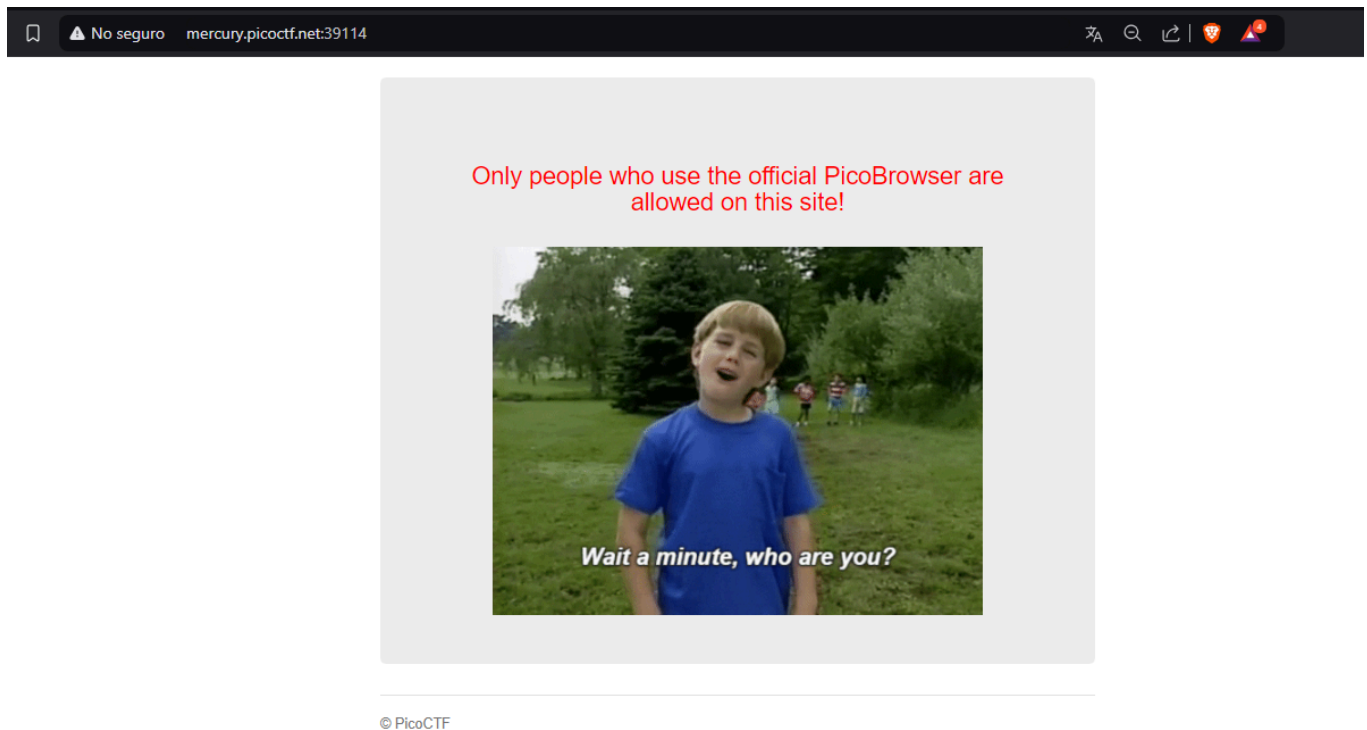 No seguro mercury.picoctf.net:39114
4
Only people who use the official PicoBrowser are
allowed on this site!
Wait a minute, who are you?
© PicoCTF